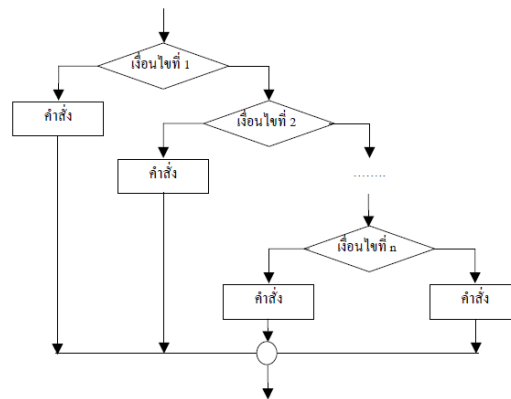 เงื่อนไขที่ 1
คำสั่ง
เงื่อนไขที่ 2
คำสั่ง
........
เงื่อนไขที่ n
คำสั่ง
คำสั่ง